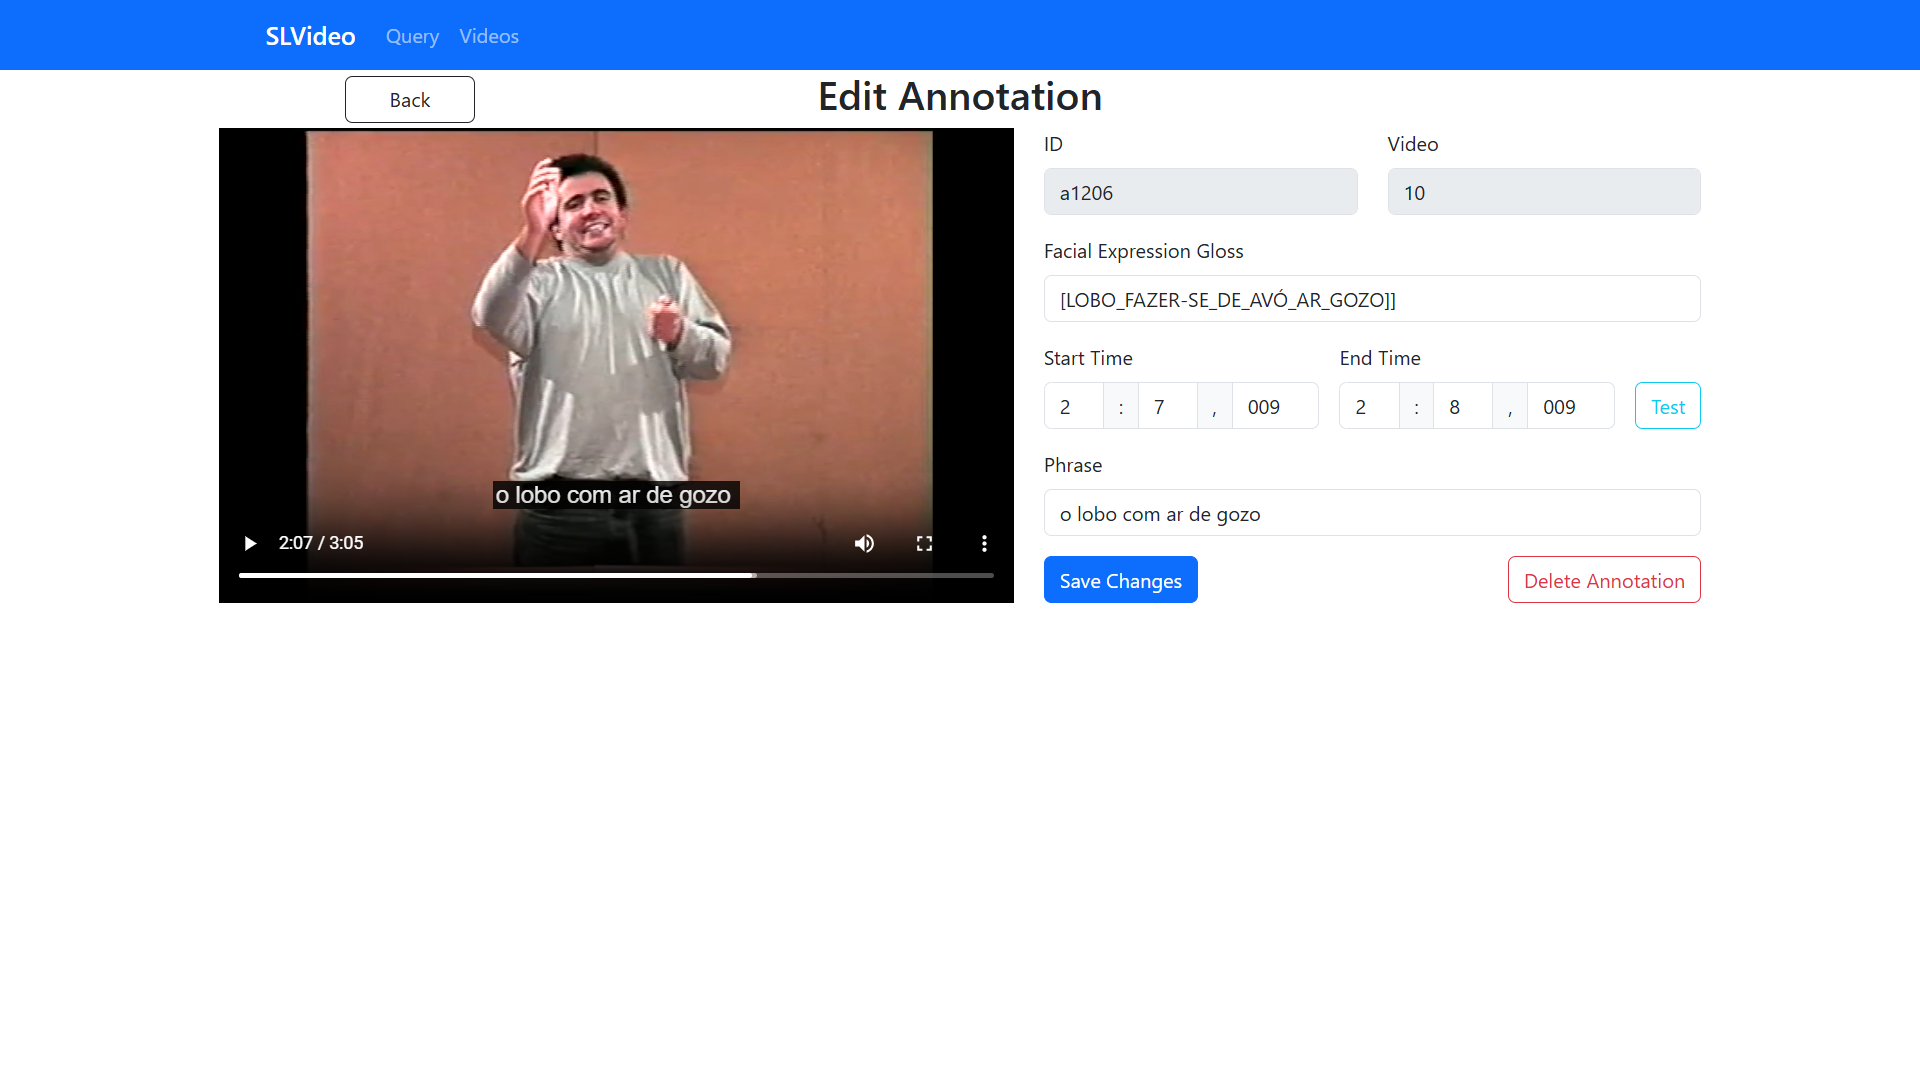 SLVideo Query Videos
Back
Edit Annotation
o lobo com ar de gozo
2:07 / 3:05
ID Video
a1206 10
Facial Expression Gloss
[LOBO_FAZER-SE_DE_AVÓ_AR_GOZO]]
Start Time End Time
2 : 7 , 009 2 : 8 , 009 Test
Phrase
o lobo com ar de gozo
Save Changes Delete Annotation